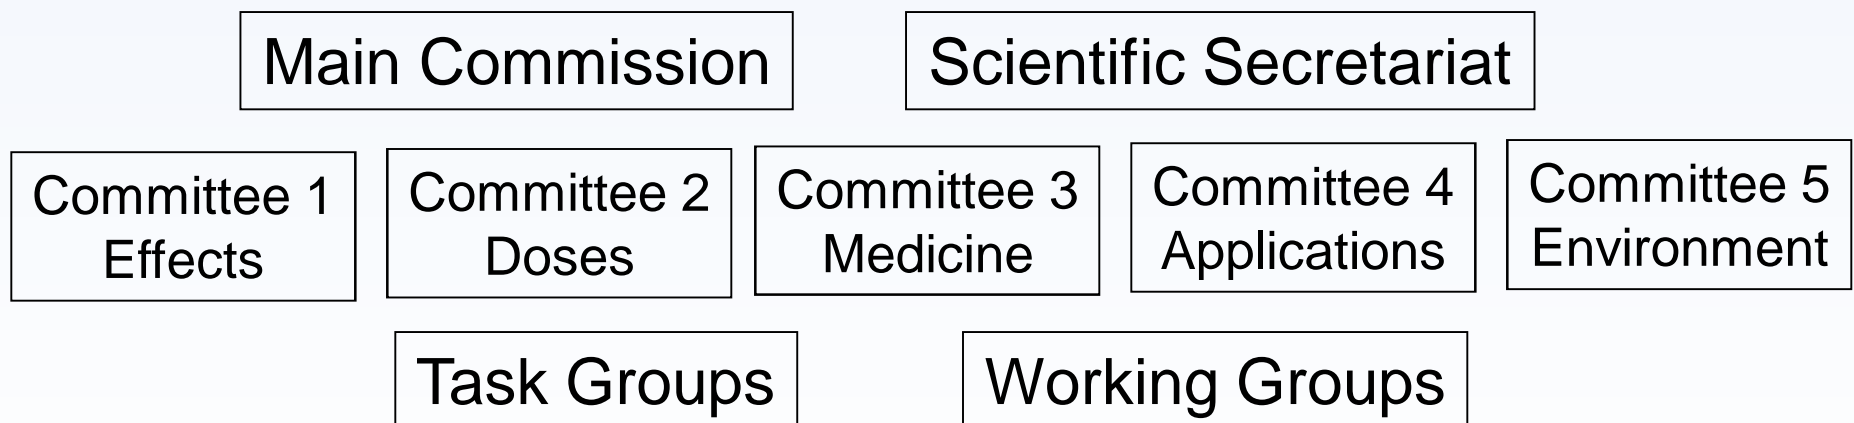 Main Commission
Scientific Secretariat
Committee 1
Effects
Committee 2
Doses
Committee 3
Medicine
Committee 4
Applications
Committee 5
Environment
Task Groups
Working Groups